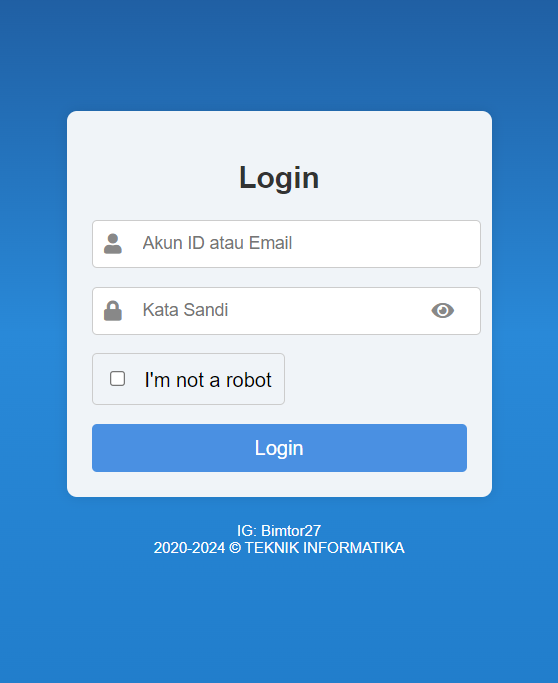 Login
Akun ID atau Email
Kata Sandi
I'm not a robot
Login
IG: Bimtor27
2020-2024 © TEKNIK INFORMATIKA